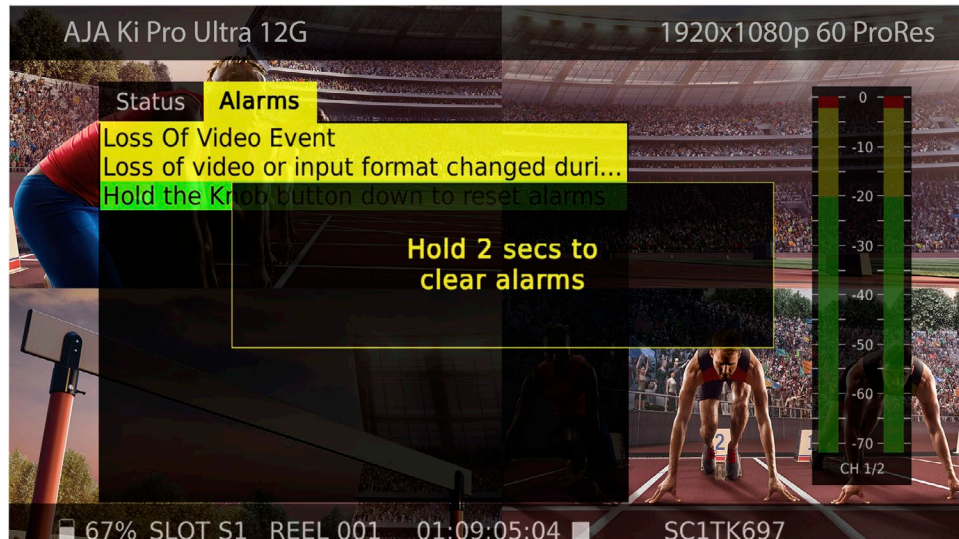 AJA Ki Pro Ultra 12G
1920x1080p 60 ProRes
Status
Alarms
Loss Of Video Event
Loss of video or input format changed duri...
Hold the Knob button down to reset alarms
Hold 2 secs to
clear alarms
0
-10
-20
-30
-40
-50
-60
-70
CH 1/2
2
1
67% SLOT S1 REEL 001 01:09:05:04
SC1TK697